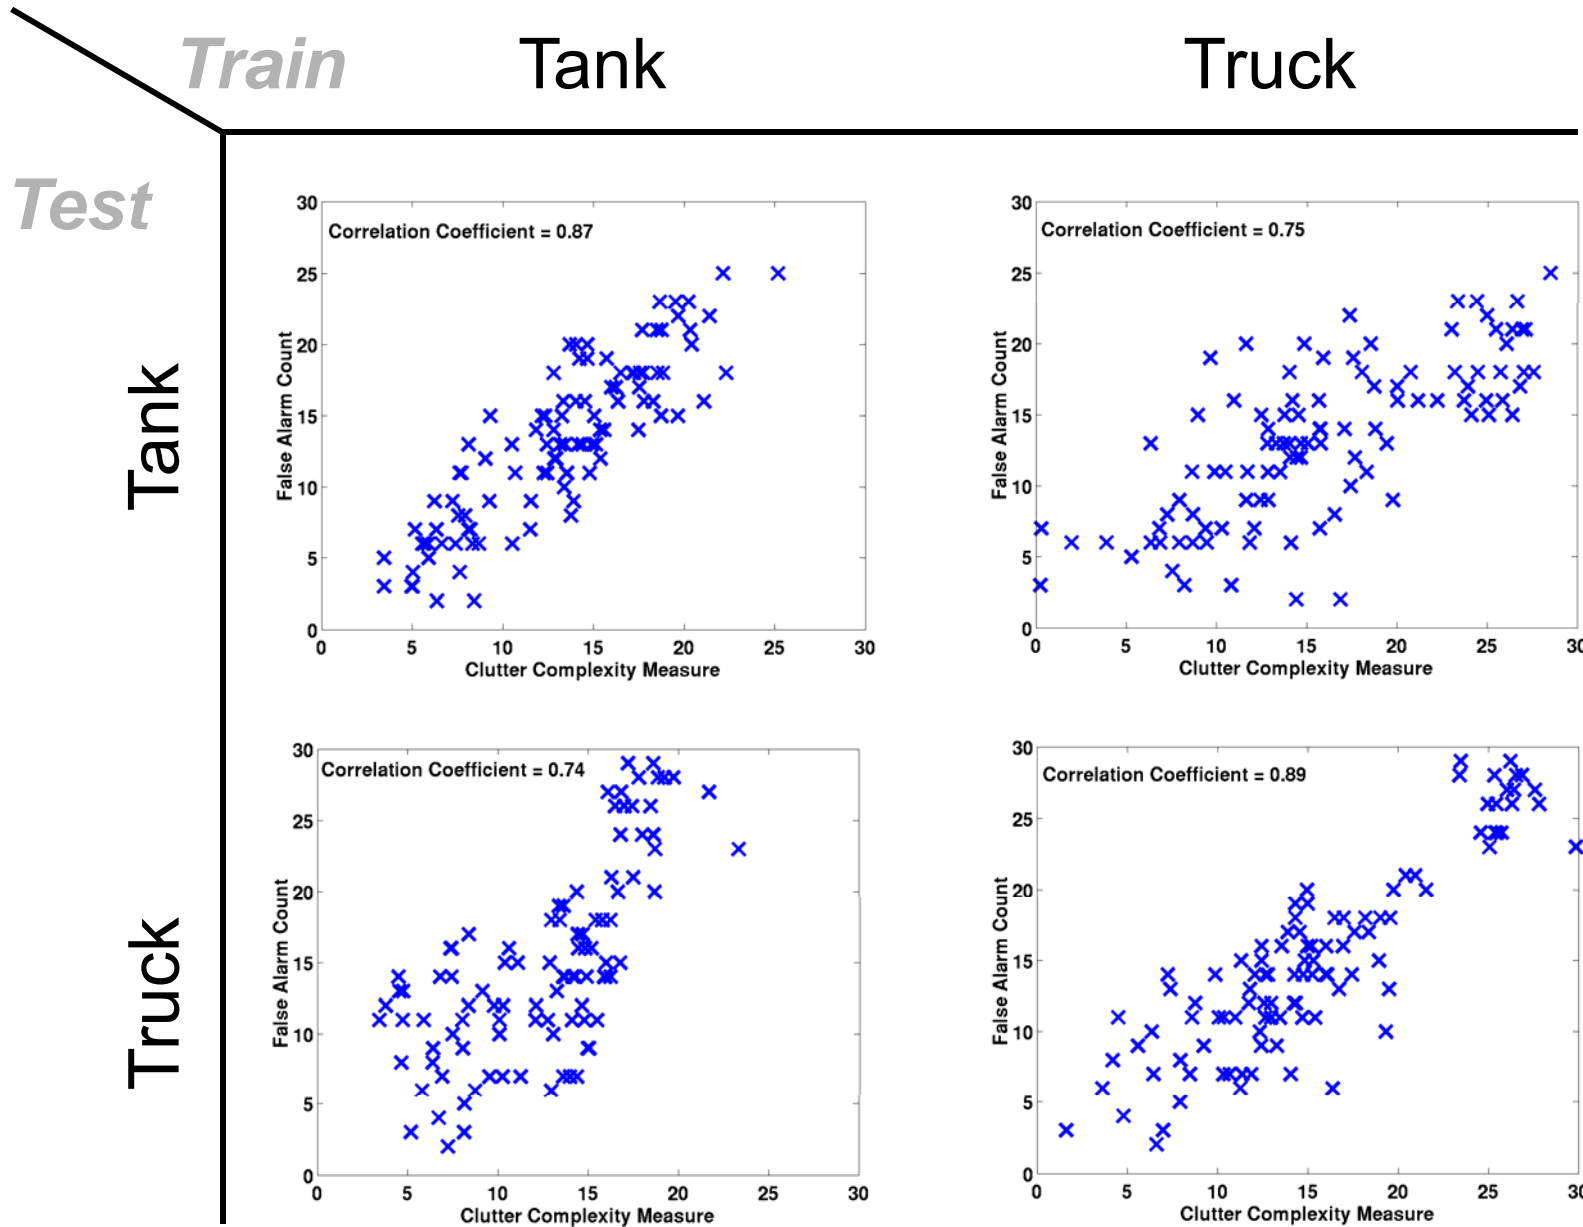 Train Tank Truck
Test
Tank
Correlation Coefficient = 0.87
False Alarm Count
30
25
20
15
10
5
0
0 5 10 15 20 25 30
Clutter Complexity Measure
Correlation Coefficient = 0.75
False Alarm Count
30
25
20
15
10
5
0
0 5 10 15 20 25 30
Clutter Complexity Measure
Truck
Correlation Coefficient = 0.74
False Alarm Count
30
25
20
15
10
5
0
0 5 10 15 20 25 30
Clutter Complexity Measure
Correlation Coefficient = 0.89
False Alarm Count
30
25
20
15
10
5
0
0 5 10 15 20 25 30
Clutter Complexity Measure